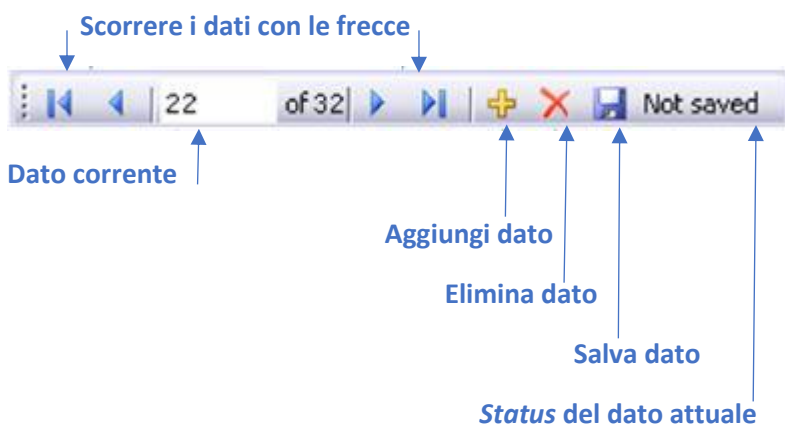 Scorrere i dati con le frecce
22 of 32 Not saved
Dato corrente
Aggiungi dato
Elimina dato
Salva dato
Status del dato attuale